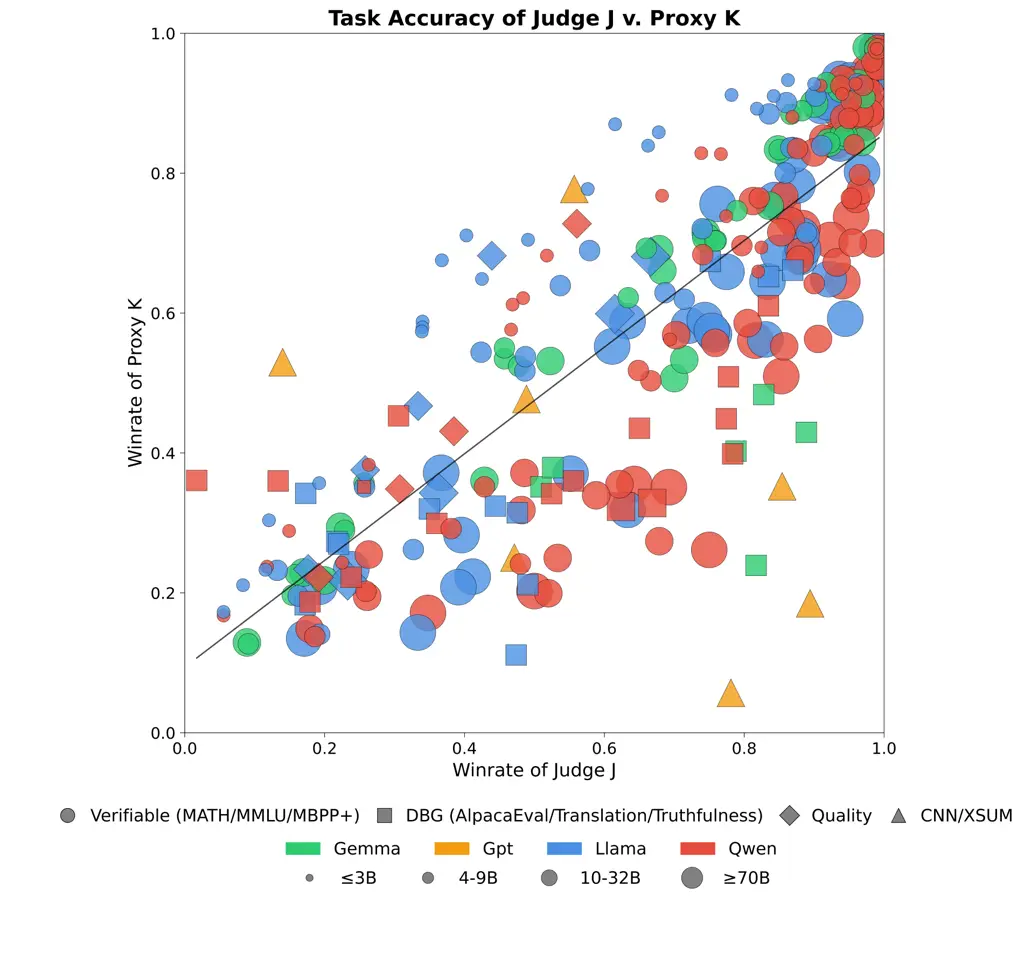 Task Accuracy of Judge J v. Proxy K
1.0
0.8
0.6
0.4
0.2
0.0
Winrate of Proxy K
0.0 0.2 0.4 0.6 0.8 1.0
Winrate of Judge J
Verifiable (MATH/MMLU/MBPP+) DBG (AlpacaEval/Translation/Truthfulness) Quality CNN/XSUM
Gemma Gpt Llama Qwen
≤3B 4-9B 10-32B ≥70B